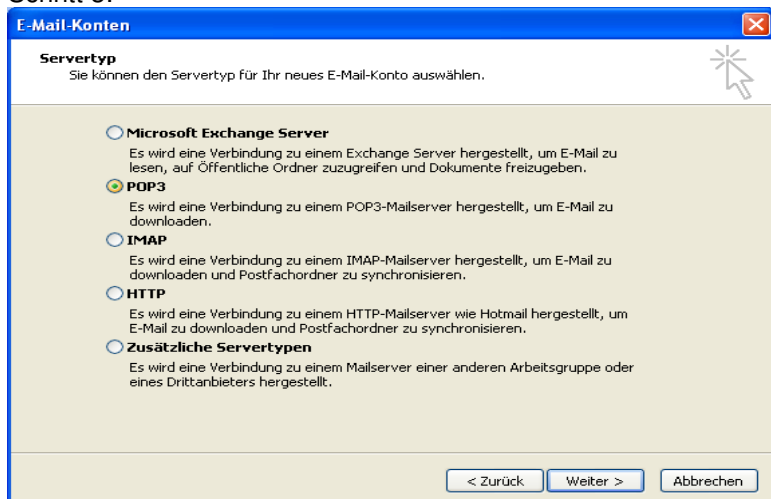 E-Mail-Konten
Servertyp
Sie können den Servertyp für Ihr neues E-Mail-Konto auswählen.
Microsoft Exchange Server
Es wird eine Verbindung zu einem Exchange Server hergestellt, um E-Mail zu
lesen, auf Öffentliche Ordner zuzugreifen und Dokumente freizugeben.
POP3
Es wird eine Verbindung zu einem POP3-Mailserver hergestellt, um E-Mail zu
downloaden.
IMAP
Es wird eine Verbindung zu einem IMAP-Mailserver hergestellt, um E-Mail zu
downloaden und Postfachordner zu synchronisieren.
HTTP
Es wird eine Verbindung zu einem HTTP-Mailserver wie Hotmail hergestellt, um
E-Mail zu downloaden und Postfachordner zu synchronisieren.
Zusätzliche Servertypen
Es wird eine Verbindung zu einem Mailserver einer anderen Arbeitsgruppe oder
eines Drittanbieters hergestellt.
< Zurück Weiter > Abbrechen